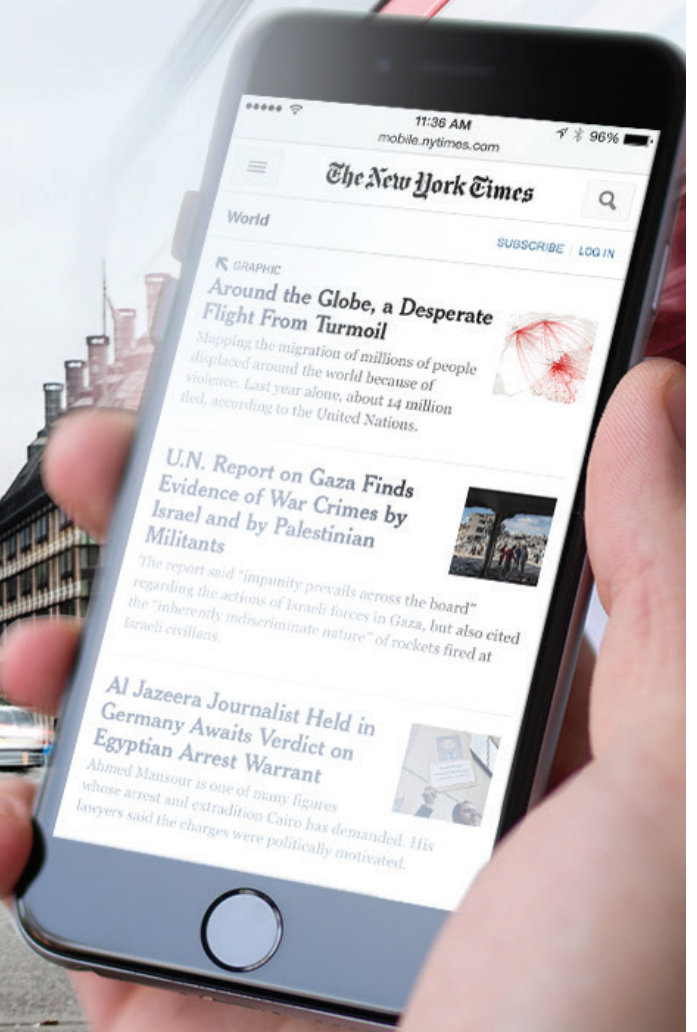 11:36 AM
96%
mobile.nytimes.com
The New York Times
World
SUBSCRIBE | LOG IN
GRAPHIC
Around the Globe, a Desperate
Flight From Turmoil
Mapping the migration of millions of people
displaced around the world because of
violence. Last year alone, about 14 million
fled, according to the United Nations.
U.N. Report on Gaza Finds
Evidence of War Crimes by
Israel and by Palestinian
Militants
The report said "impunity prevails across the board"
regarding the actions of Israeli forces in Gaza, but also cited
the "inherently indiscriminate nature" of rockets fired at
Israeli civilians.
Al Jazeera Journalist Held in
Germany Awaits Verdict on
Egyptian Arrest Warrant
Ahmed Mansour is one of many figures
whose arrest and extradition Cairo has demanded. His
lawyers said the charges were politically motivated.